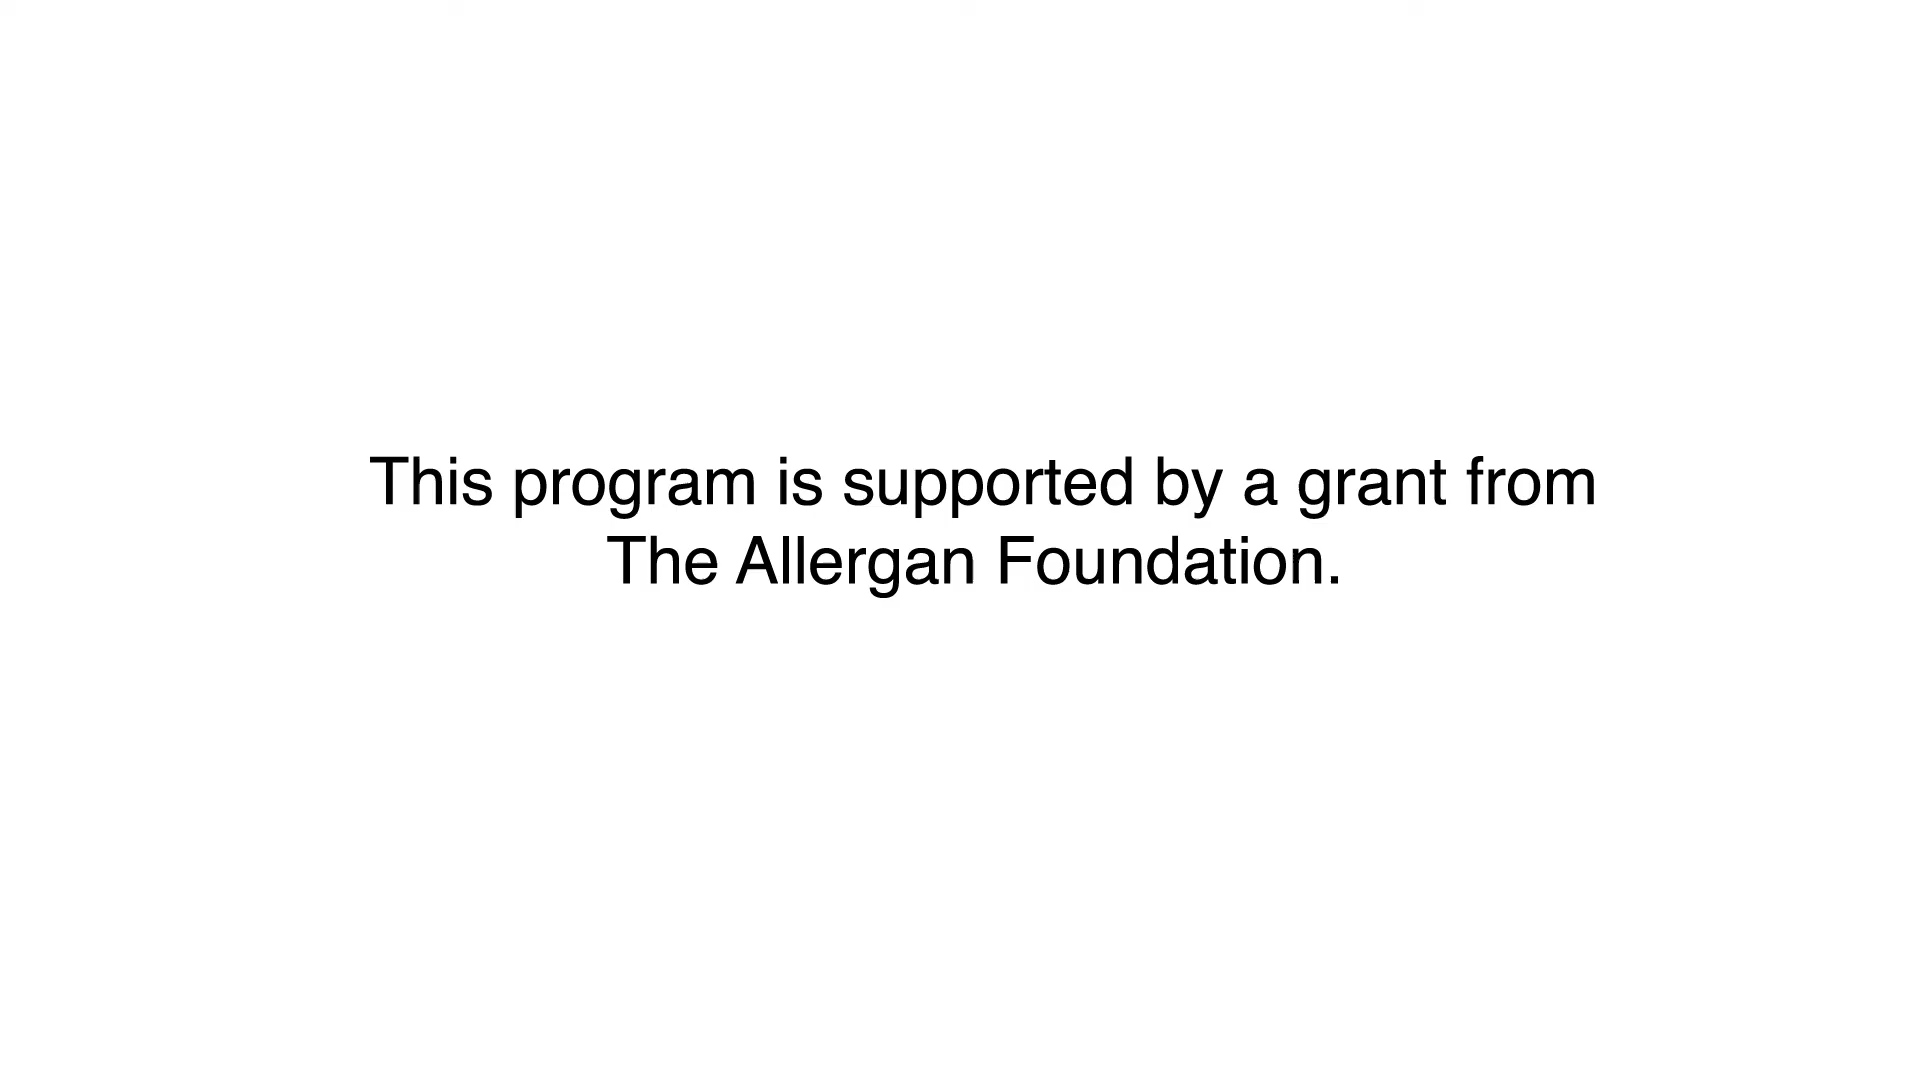 This program is supported by a grant from
The Allergan Foundation.